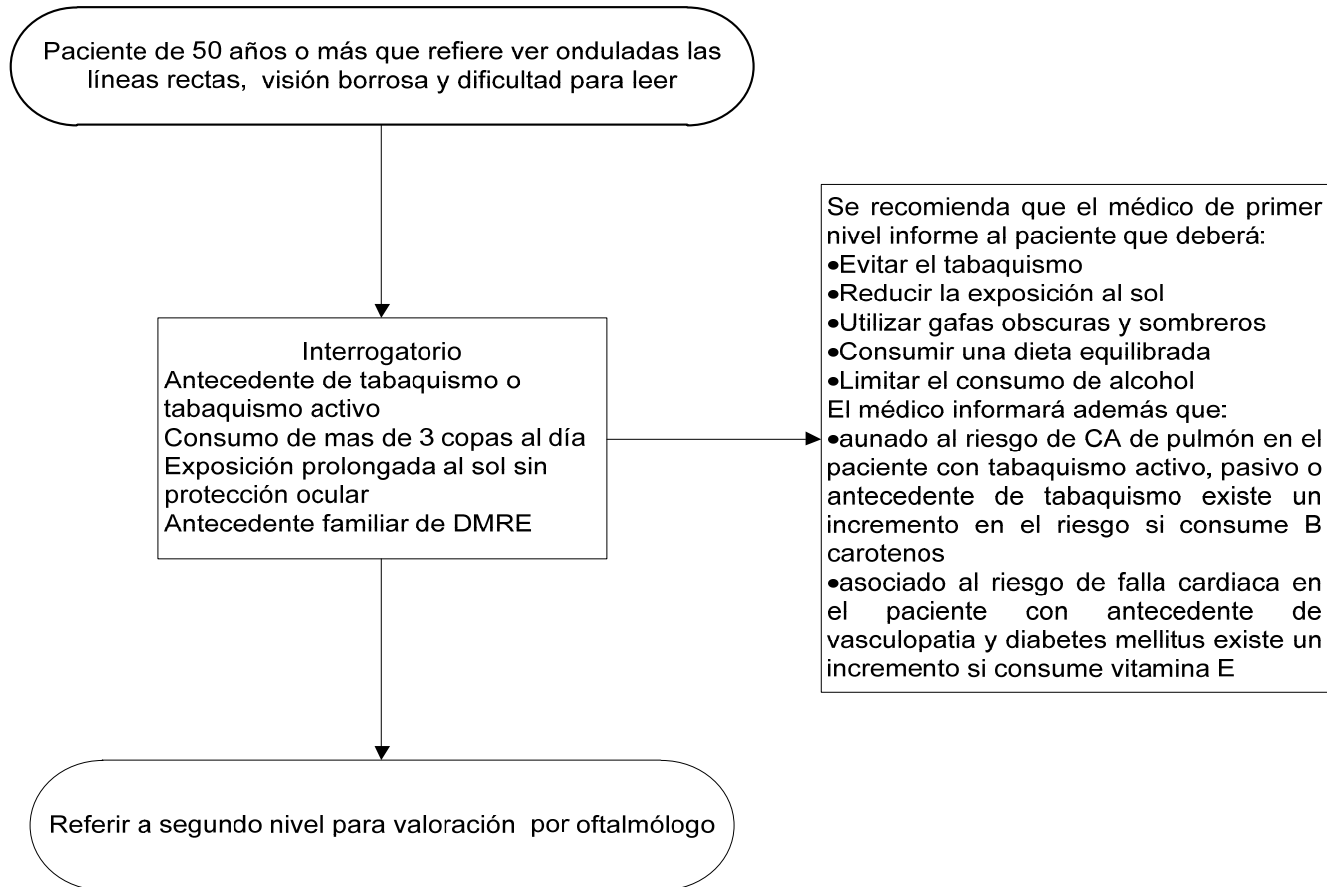 Paciente de 50 años o más que refiere ver onduladas las
líneas rectas, visión borrosa y dificultad para leer
Interrogatorio
Antecedente de tabaquismo o
tabaquismo activo
Consumo de mas de 3 copas al día
Exposición prolongada al sol sin
protección ocular
Antecedente familiar de DMRE
Se recomienda que el médico de primer
nivel informe al paciente que deberá:
•Evitar el tabaquismo
•Reducir la exposición al sol
•Utilizar gafas obscuras y sombreros
•Consumir una dieta equilibrada
•Limitar el consumo de alcohol
El médico informará además que:
•aunado al riesgo de CA de pulmón en el
paciente con tabaquismo activo, pasivo o
antecedente de tabaquismo existe un
incremento en el riesgo si consume B
carotenos
•asociado al riesgo de falla cardiaca en
el paciente con antecedente de
vasculopatia y diabetes mellitus existe un
incremento si consume vitamina E
Referir a segundo nivel para valoración por oftalmólogo